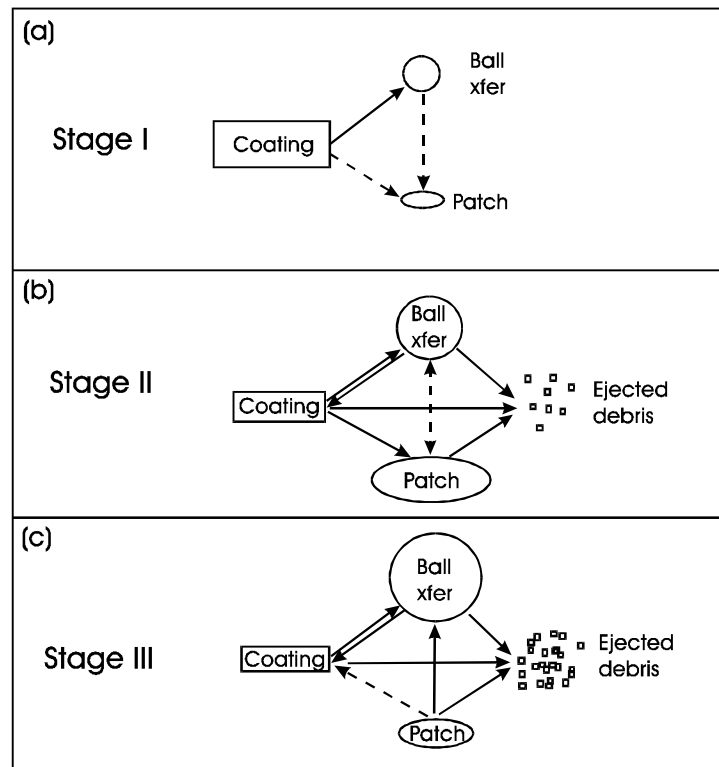 (a)
Stage I
Coating
Ball
xfer
Patch
(b)
Stage II
Coating
Ball
xfer
Patch
Ejected
debris
(c)
Stage III
Coating
Ball
xfer
Patch
Ejected
debris